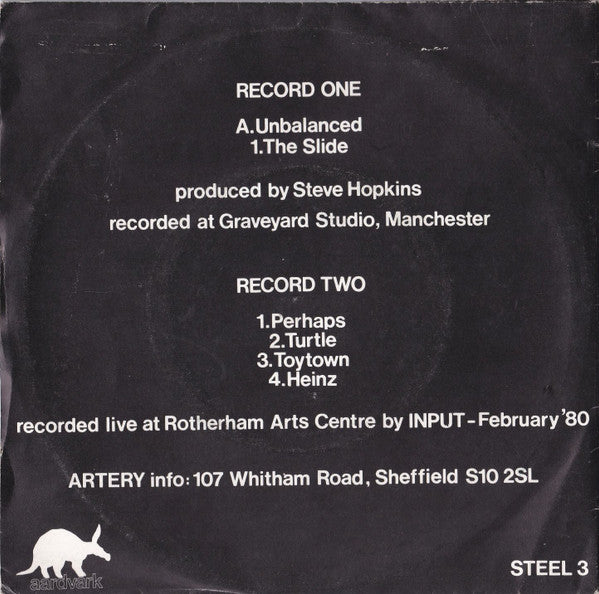 RECORD ONE
A.Unbalanced
1.The Slide
produced by Steve Hopkins
recorded at Graveyard Studio, Manchester
RECORD TWO
1.Perhaps
2.Turtle
3.Toytown
4.Heinz
recorded live at Rotherham Arts Centre by INPUT-February '80
ARTERY info: 107 Whitham Road, Sheffield S10 2SL
aardvark
STEEL 3